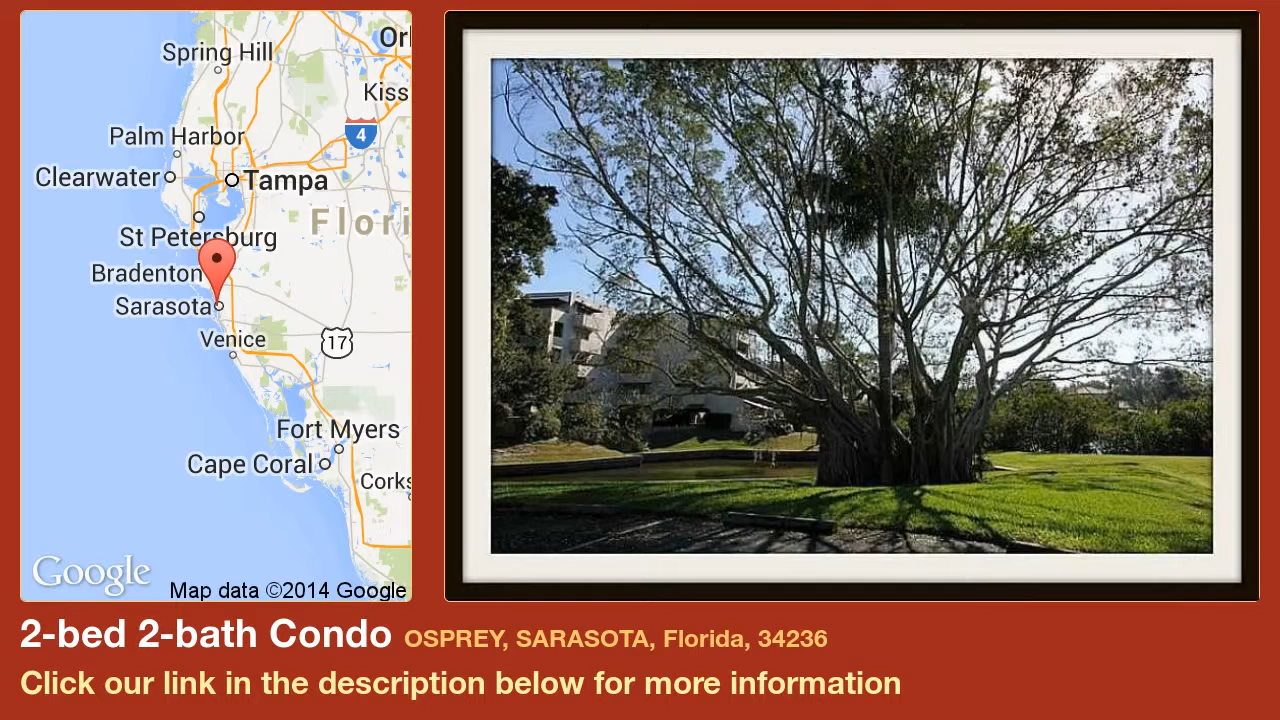 Spring Hill
Orl
Kiss
4
Palm Harbor
Clearwater
Tampa
Flori
St Petersburg
Bradenton
Sarasota
Venice
17
Fort Myers
Cape Coral
Corks
Google
Map data ©2014 Google
2-bed 2-bath Condo OSPREY, SARASOTA, Florida, 34236
Click our link in the description below for more information